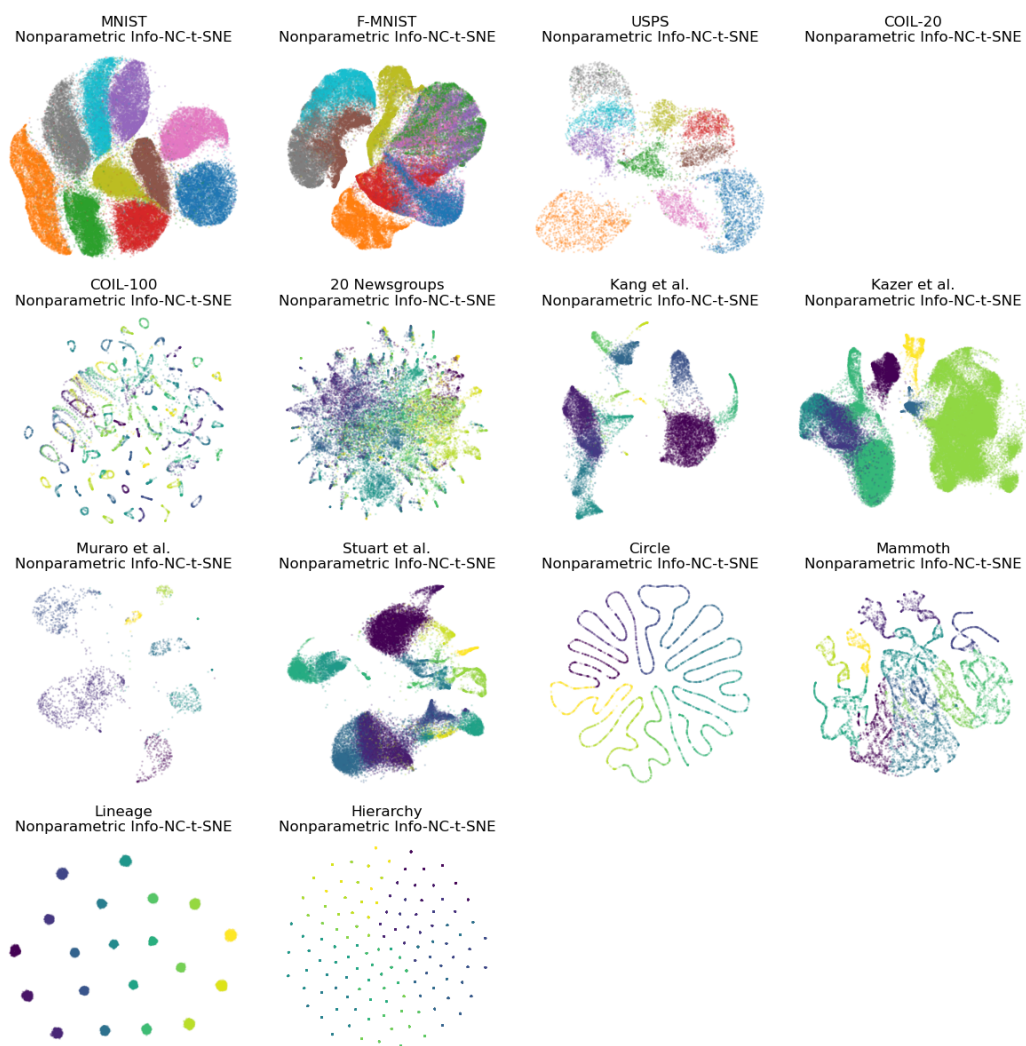 MNIST
Nonparametric Info-NC-t-SNE
F-MNIST
Nonparametric Info-NC-t-SNE
USPS
Nonparametric Info-NC-t-SNE
COIL-20
Nonparametric Info-NC-t-SNE
COIL-100
Nonparametric Info-NC-t-SNE
20 Newsgroups
Nonparametric Info-NC-t-SNE
Kang et al.
Nonparametric Info-NC-t-SNE
Kazer et al.
Nonparametric Info-NC-t-SNE
Muraro et al.
Nonparametric Info-NC-t-SNE
Stuart et al.
Nonparametric Info-NC-t-SNE
Circle
Nonparametric Info-NC-t-SNE
Mammoth
Nonparametric Info-NC-t-SNE
Lineage
Nonparametric Info-NC-t-SNE
Hierarchy
Nonparametric Info-NC-t-SNE